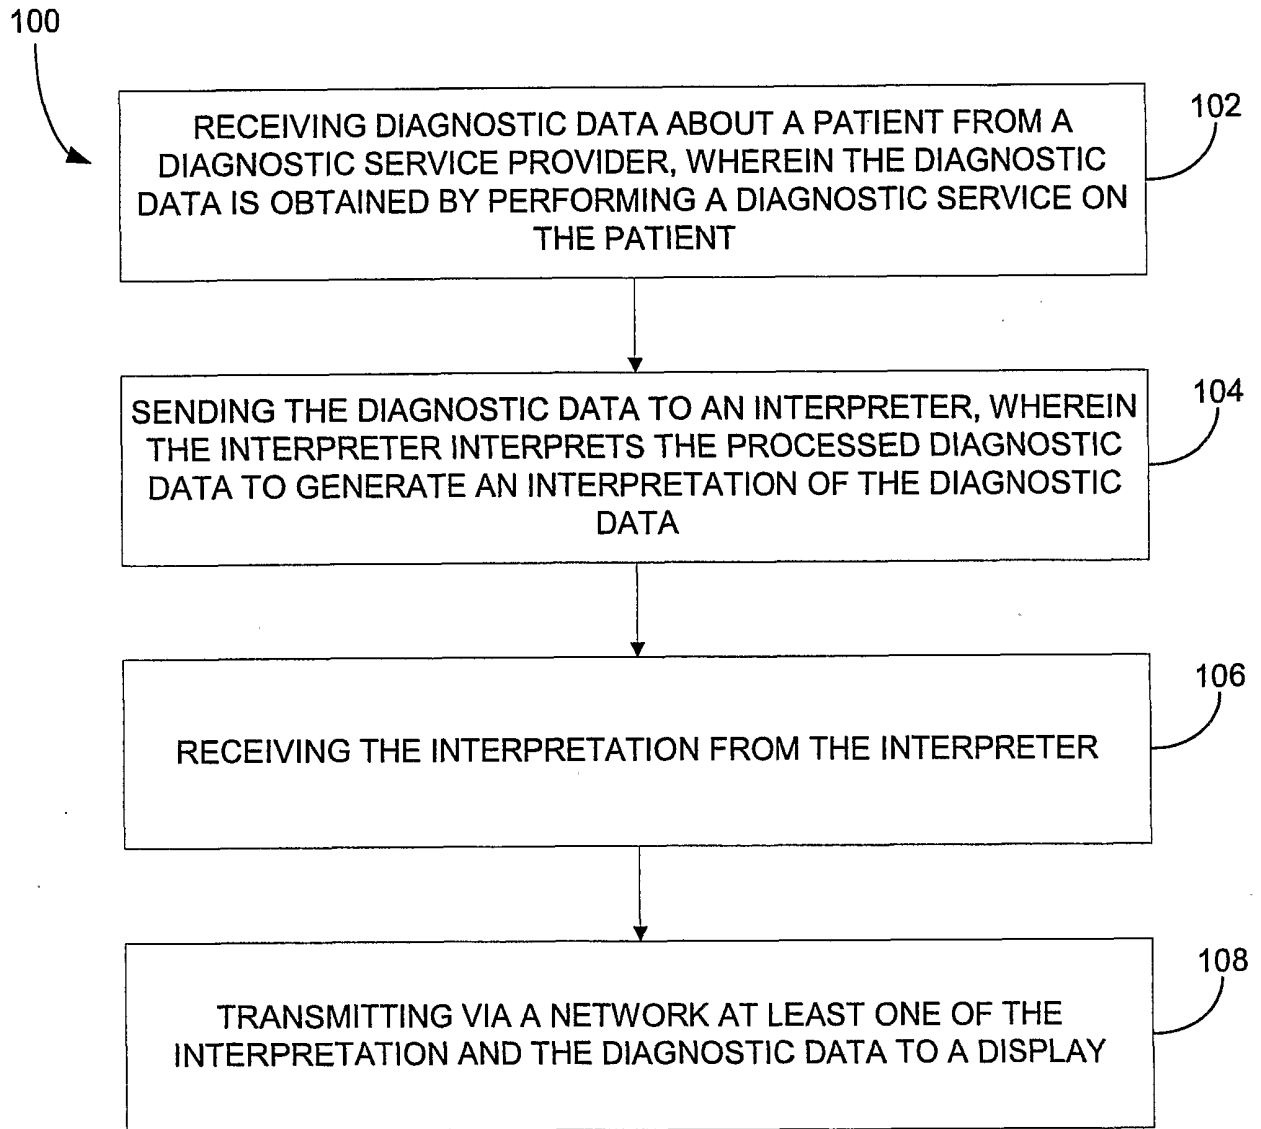 100
RECEIVING DIAGNOSTIC DATA ABOUT A PATIENT FROM A
DIAGNOSTIC SERVICE PROVIDER, WHEREIN THE DIAGNOSTIC
DATA IS OBTAINED BY PERFORMING A DIAGNOSTIC SERVICE ON
THE PATIENT
102
SENDING THE DIAGNOSTIC DATA TO AN INTERPRETER, WHEREIN
THE INTERPRETER INTERPRETS THE PROCESSED DIAGNOSTIC
DATA TO GENERATE AN INTERPRETATION OF THE DIAGNOSTIC
DATA
104
RECEIVING THE INTERPRETATION FROM THE INTERPRETER
106
TRANSMITTING VIA A NETWORK AT LEAST ONE OF THE
INTERPRETATION AND THE DIAGNOSTIC DATA TO A DISPLAY
108